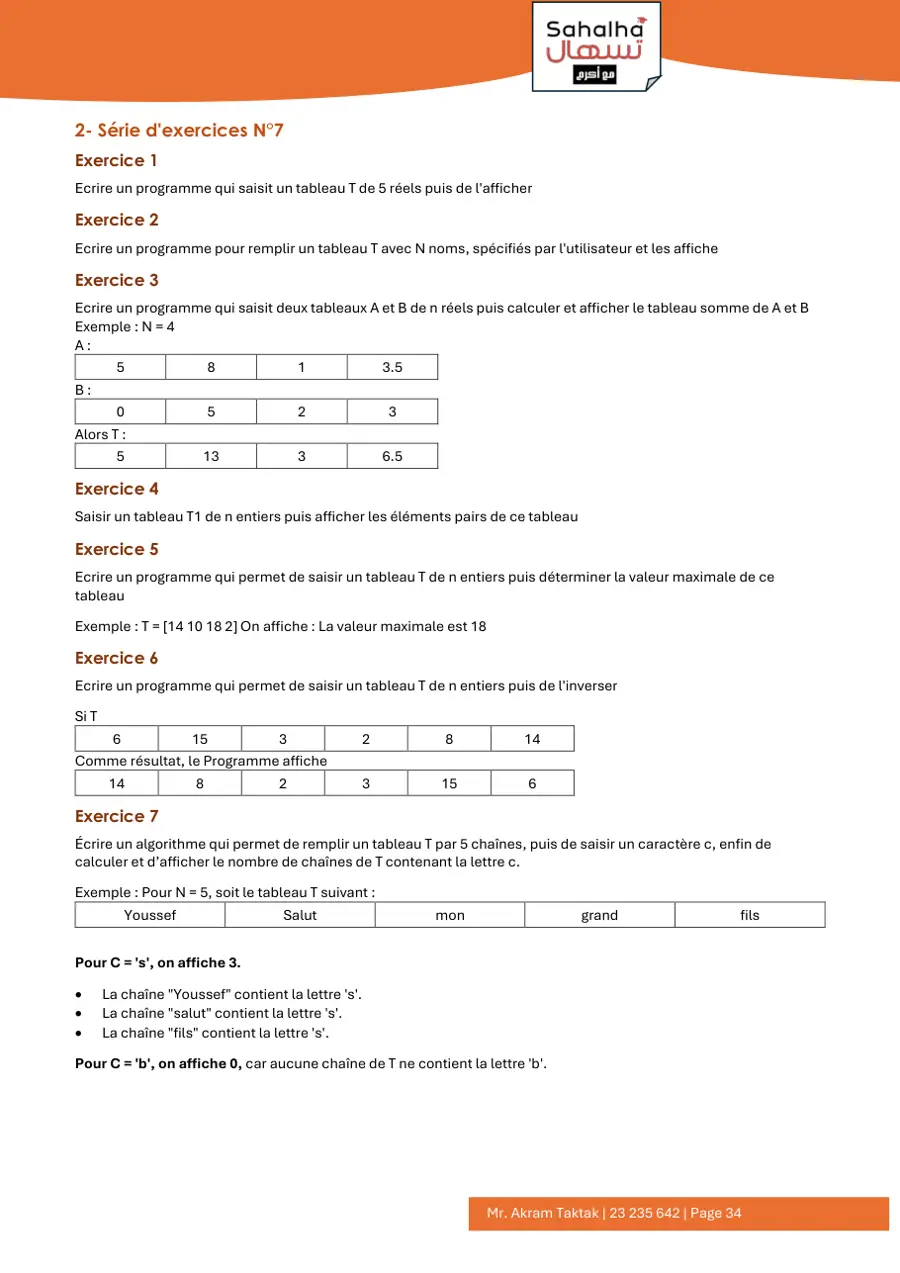 Sahalha
تسهال
مع أكرم
2- Série d'exercices N°7
Exercice 1
Ecrire un programme qui saisit un tableau T de 5 réels puis de l'afficher
Exercice 2
Ecrire un programme pour remplir un tableau T avec N noms, spécifiés par l'utilisateur et les affiche
Exercice 3
Ecrire un programme qui saisit deux tableaux A et B de n réels puis calculer et afficher le tableau somme de A et B
Exemple : N = 4
A :
5 8 1 3.5
B :
0 5 2 3
Alors T :
5 13 3 6.5
Exercice 4
Saisir un tableau T1 de n entiers puis afficher les éléments pairs de ce tableau
Exercice 5
Ecrire un programme qui permet de saisir un tableau T de n entiers puis déterminer la valeur maximale de ce
tableau
Exemple : T = [14 10 18 2] On affiche : La valeur maximale est 18
Exercice 6
Ecrire un programme qui permet de saisir un tableau T de n entiers puis de l'inverser
Si T
6 15 3 2 8 14
Comme résultat, le Programme affiche
14 8 2 3 15 6
Exercice 7
Écrire un algorithme qui permet de remplir un tableau T par 5 chaînes, puis de saisir un caractère c, enfin de
calculer et d’afficher le nombre de chaînes de T contenant la lettre c.
Exemple : Pour N = 5, soit le tableau T suivant :
Youssef Salut mon grand fils
Pour C = 's', on affiche 3.
• La chaîne "Youssef" contient la lettre 's'.
• La chaîne "salut" contient la lettre 's'.
• La chaîne "fils" contient la lettre 's'.
Pour C = 'b', on affiche 0, car aucune chaîne de T ne contient la lettre 'b'.
Mr. Akram Taktak | 23 235 642 | Page 34